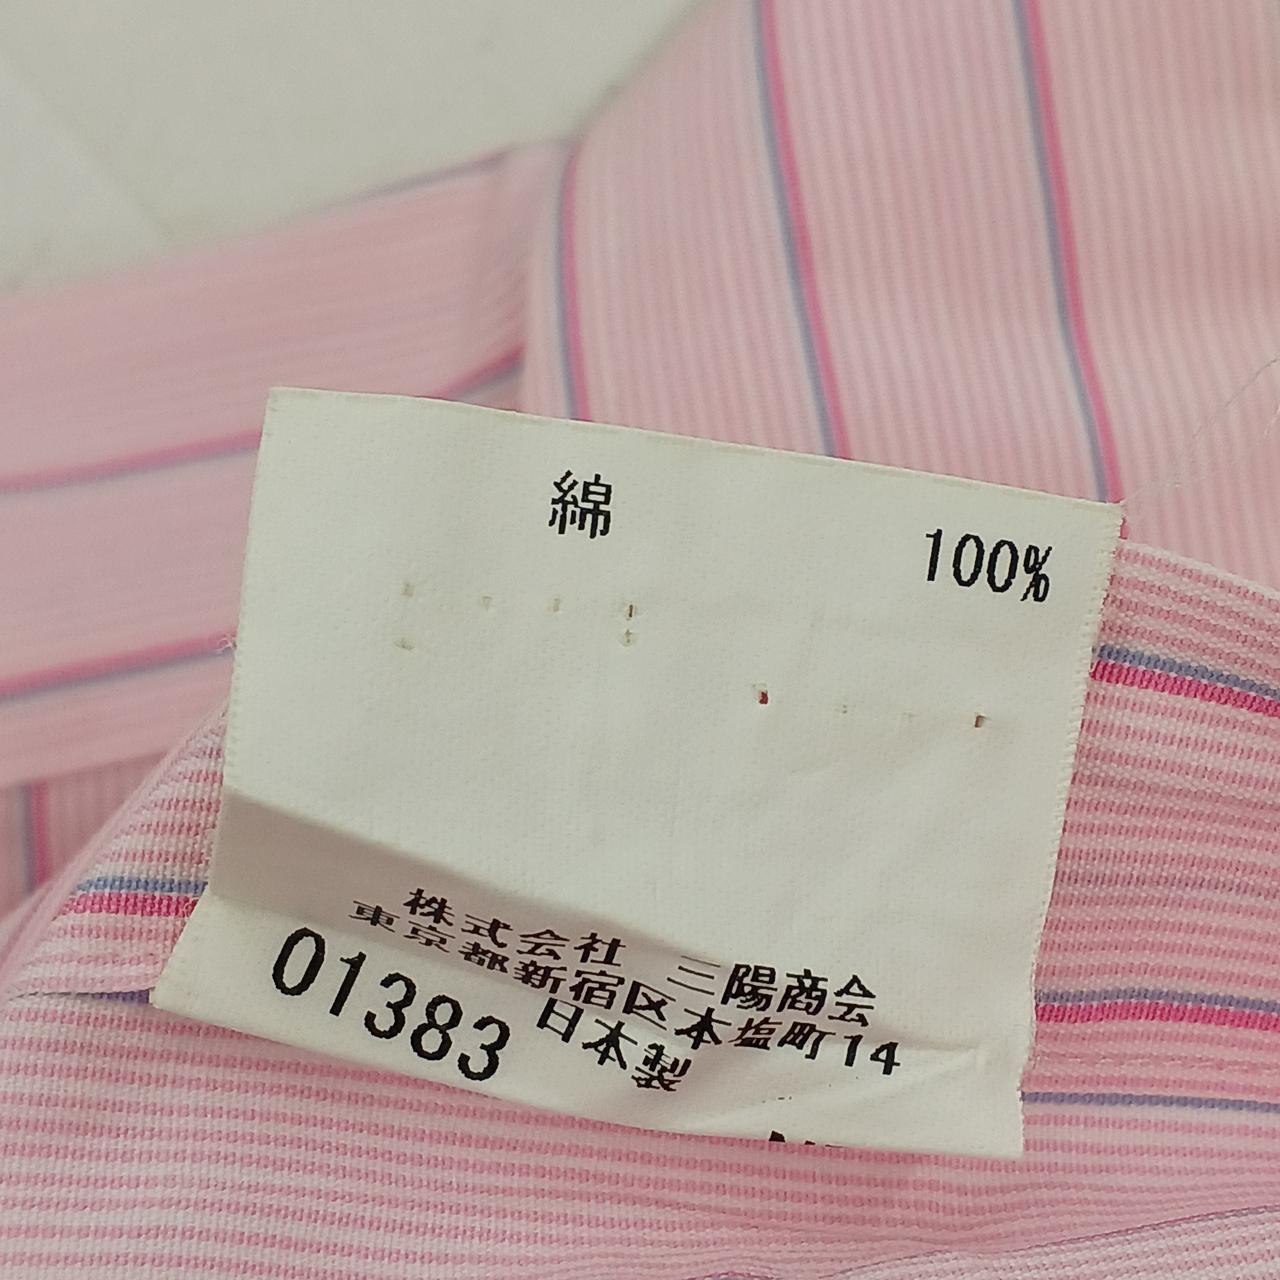 綿 100%
株式会社 三陽商会
東京都新宿区本塩町14
01383 日本製